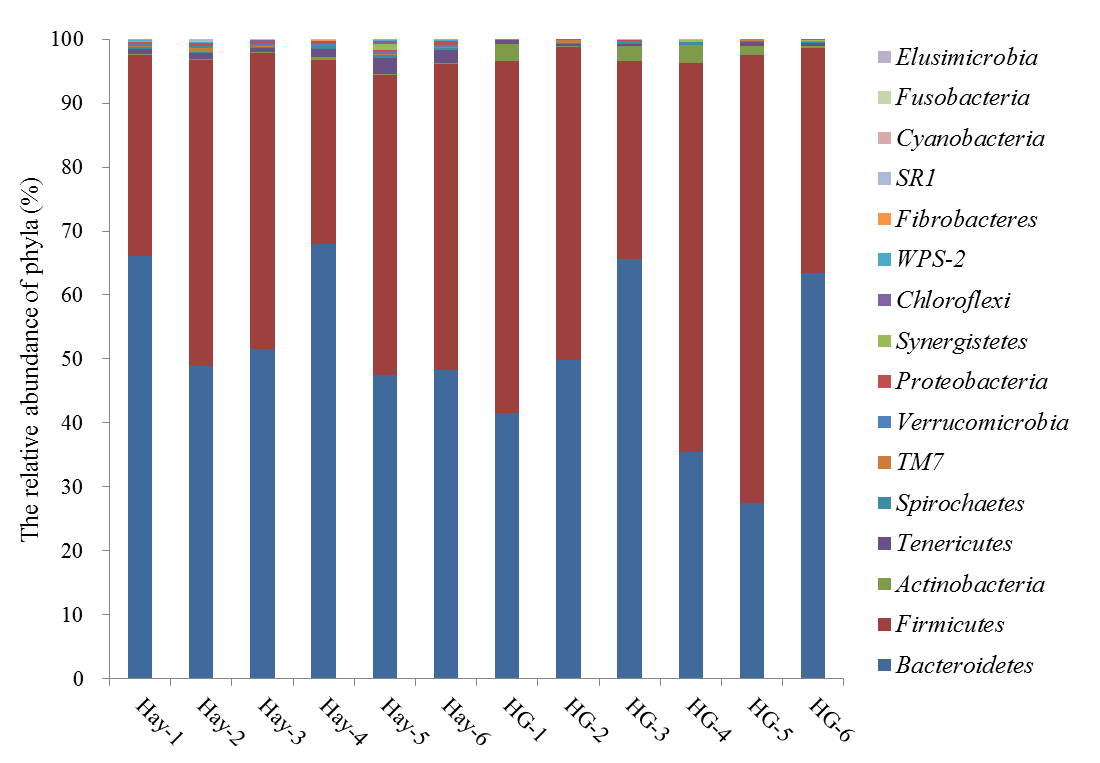 The relative abundance of phyla (%)
100
90
80
70
60
50
40
30
20
10
0
Hay-1
Hay-2
Hay-3
Hay-4
Hay-5
Hay-6
HG-1
HG-2
HG-3
HG-4
HG-5
HG-6
Elusimicrobia
Fusobacteria
Cyanobacteria
SR1
Fibrobacteres
WPS-2
Chloroflexi
Synergistetes
Proteobacteria
Verrucomicrobia
TM7
Spirochaetes
Tenericutes
Actinobacteria
Firmicutes
Bacteroidetes